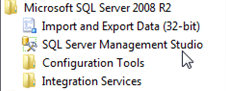 Microsoft SQL Server 2008 R2
Import and Export Data (32-bit)
SQL Server Management Studio
Configuration Tools
Integration Services